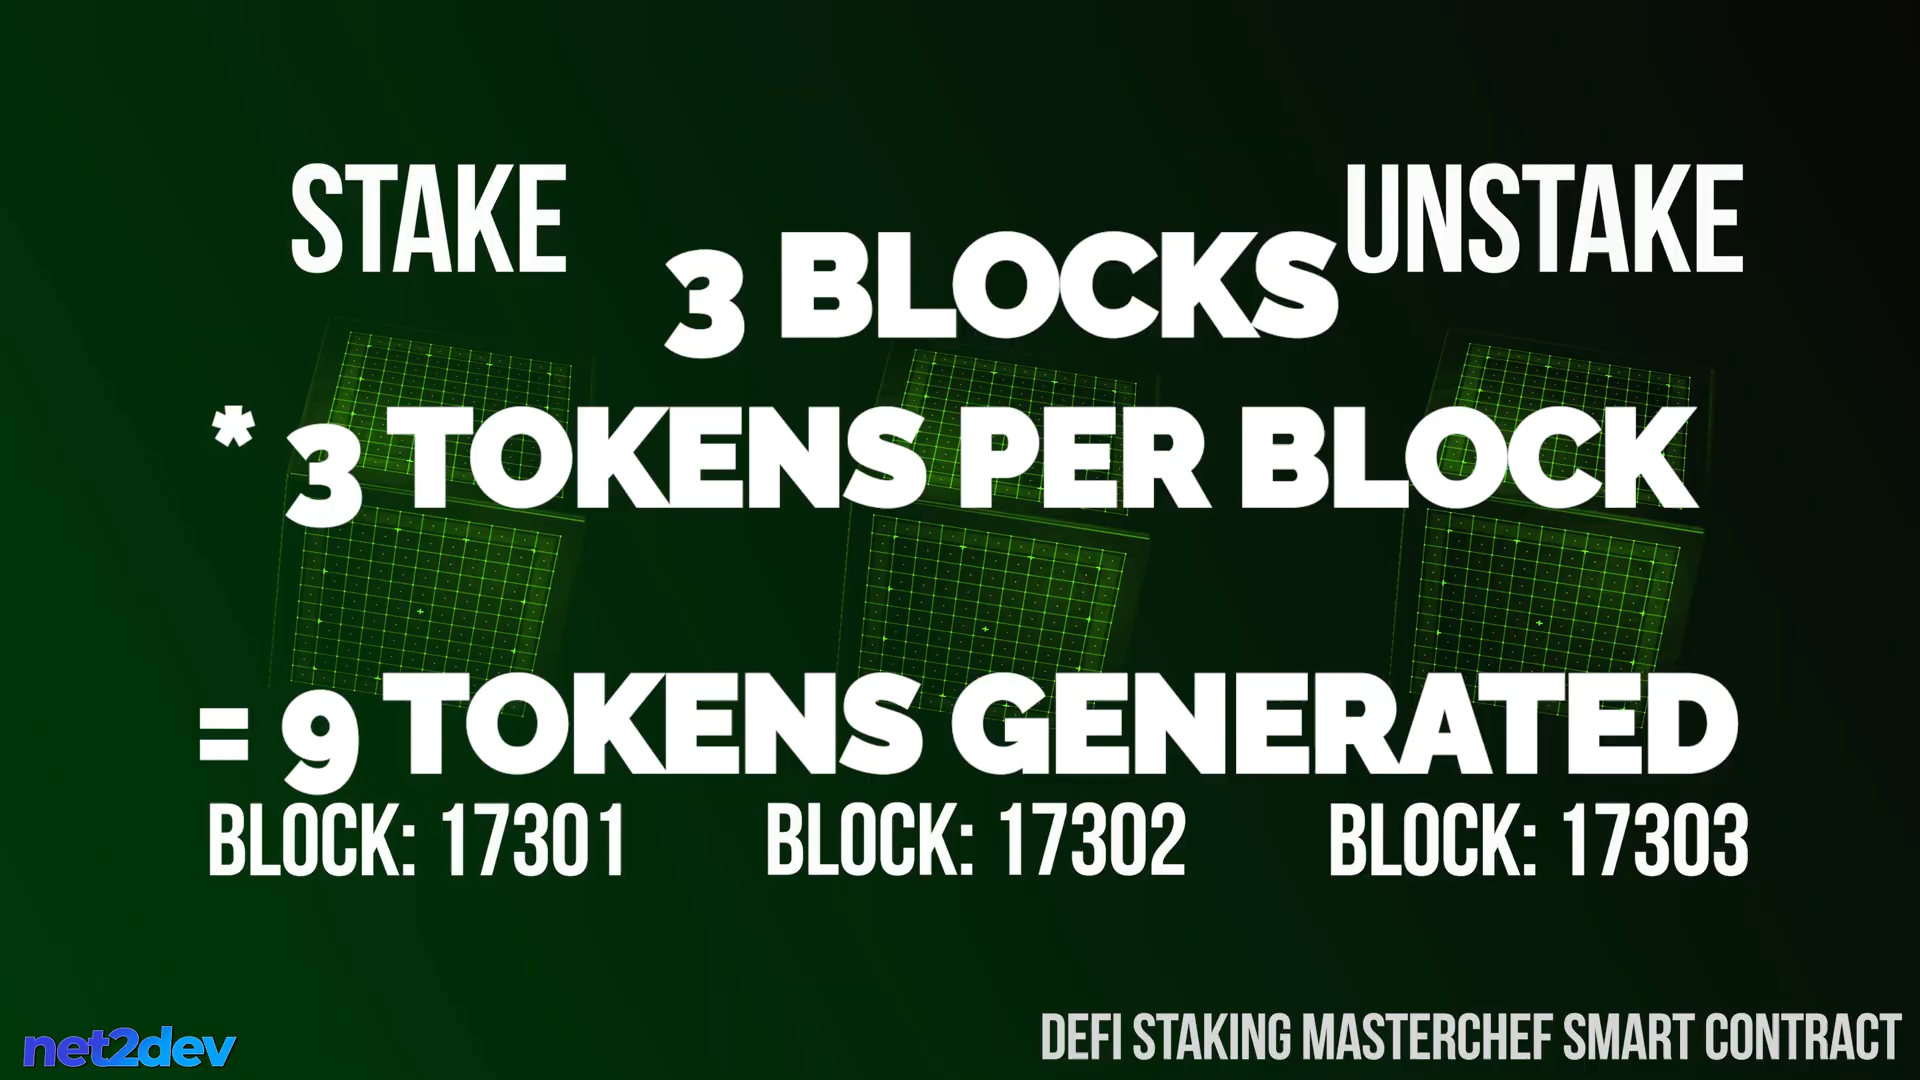 STAKE
UNSTAKE
3 BLOCKS
* 3 TOKENS PER BLOCK
= 9 TOKENS GENERATED
BLOCK: 17301
BLOCK: 17302
BLOCK: 17303
net2dev
DEFI STAKING MASTERCHEF SMART CONTRACT